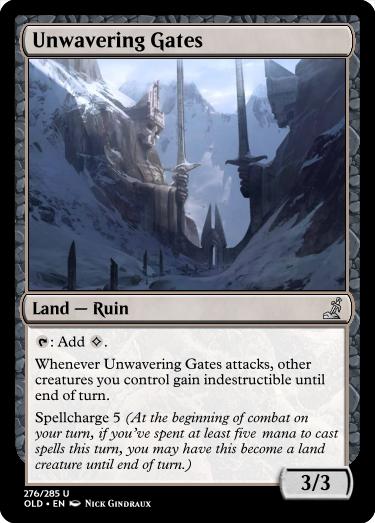 Unwavering Gates
Land — Ruin
: Add .
Whenever Unwavering Gates attacks, other
creatures you control gain indestructible until
end of turn.
Spellcharge 5 (At the beginning of combat on
your turn, if you've spent at least five mana to cast
spells this turn, you may have this become a land
creature until end of turn.)
3/3
276/285 U
OLD • EN Nick Gindraux